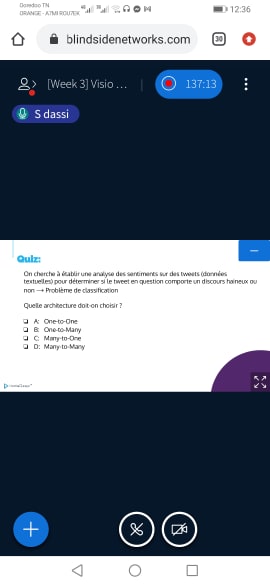 Ooredoo TN
ORANGE - A7MI ROU7EK
12:36
blindsidenetworks.com
30
[Week 3] Visio ...
137:13
S dassi
Quiz:
On cherche à établir une analyse des sentiments sur des tweets (données
textuelles) pour déterminer si le tweet en question comporte un discours haineux ou
non → Problème de classification
Quelle architecture doit-on choisir ?
A: One-to-One
B: One-to-Many
C: Many-to-One
D: Many-to-Many